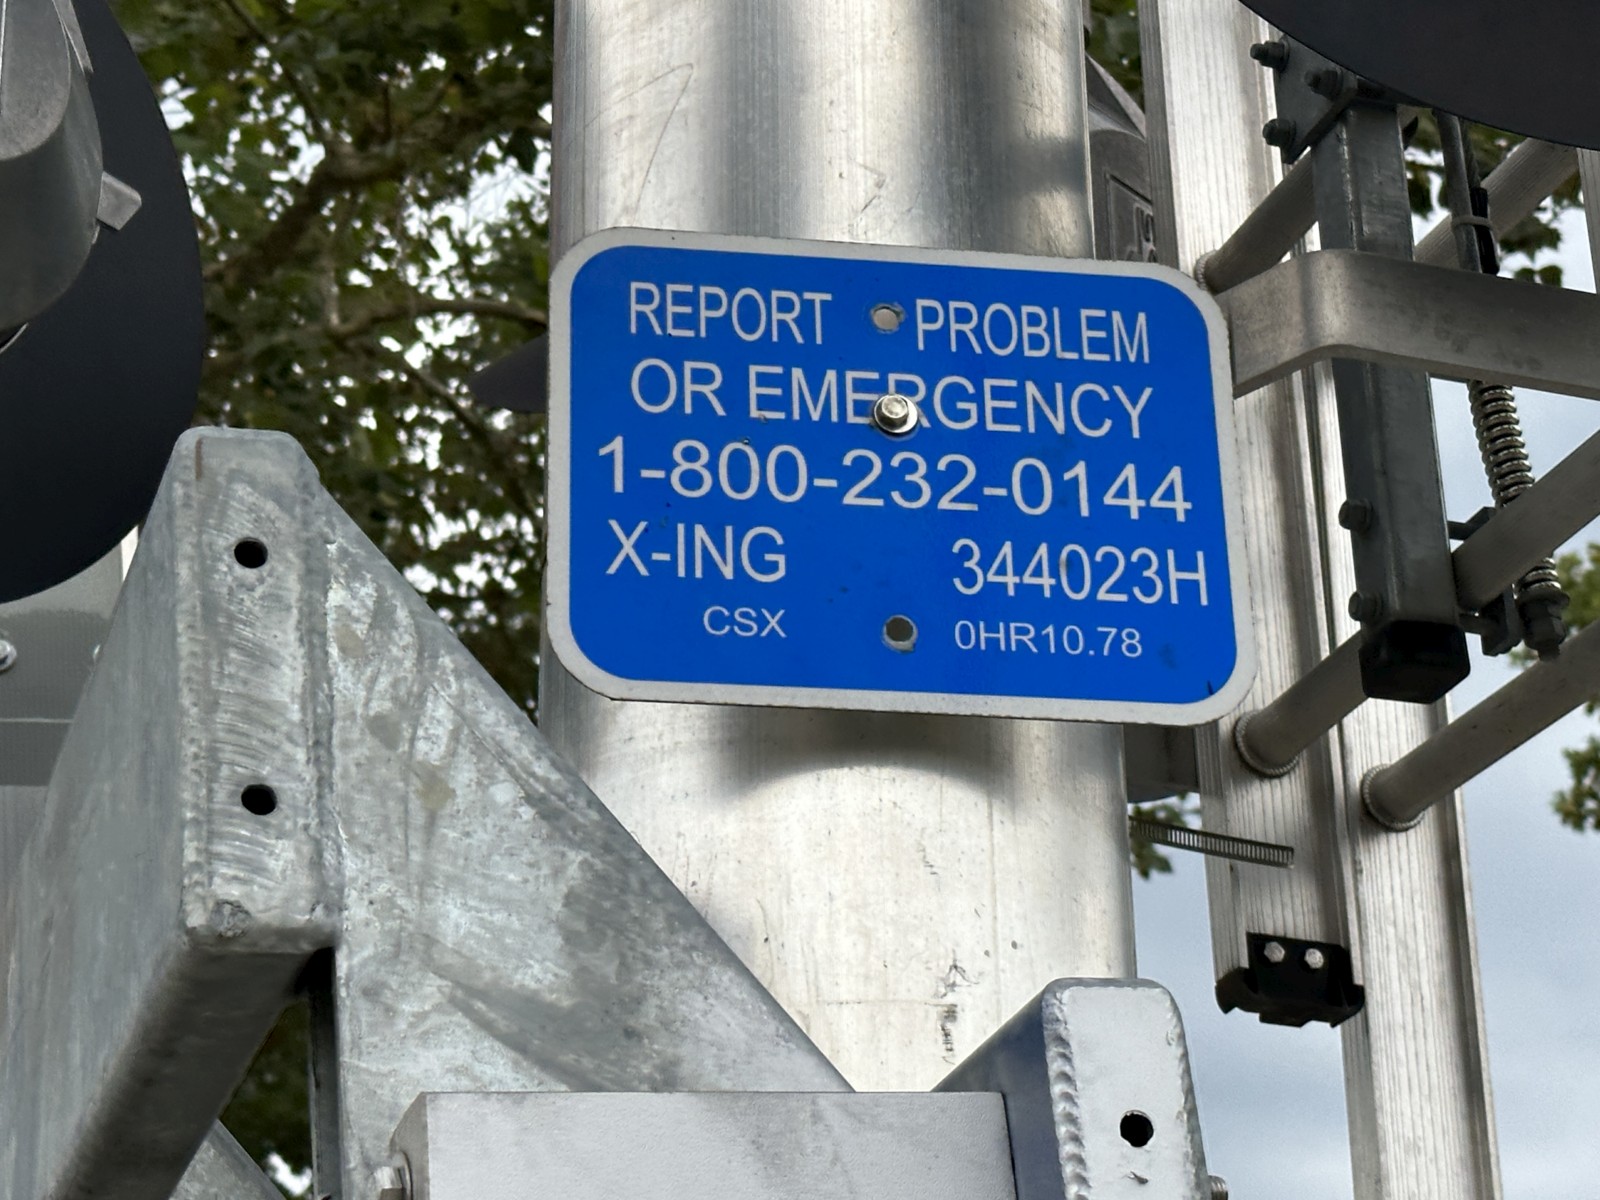 REPORT PROBLEM
OR EMERGENCY
1-800-232-0144
X-ING 344023H
CSX 0HR10.78